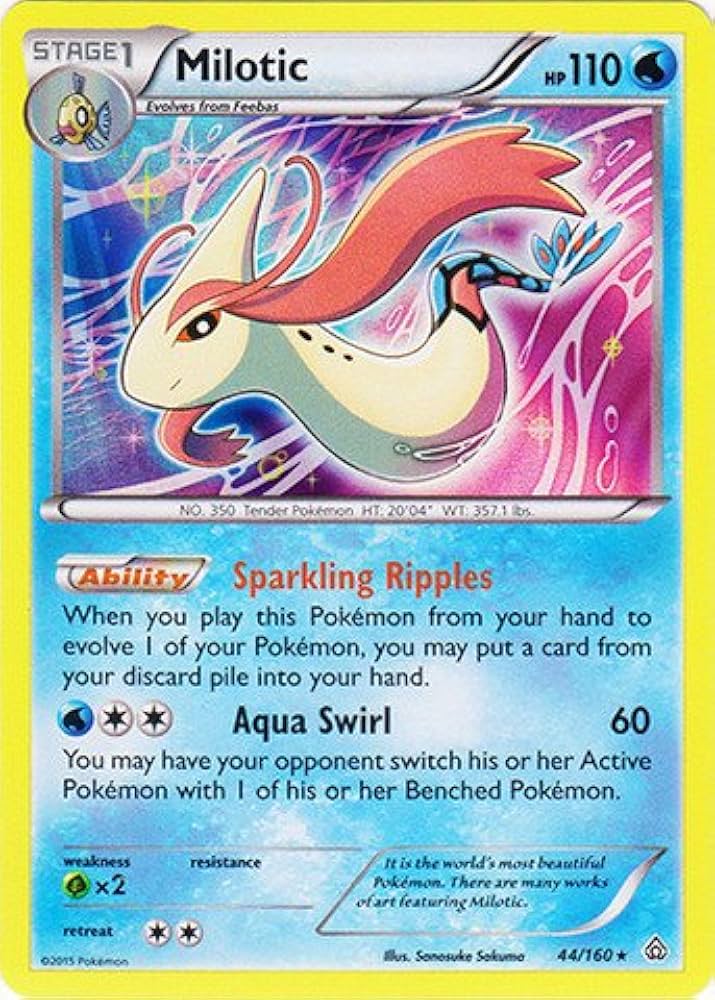 STAGE1
Milotic
HP 110
Evolves from Feebas
NO. 350 Tender Pokémon HT: 20'04" WT: 357.1 lbs.
Ability Sparkling Ripples
When you play this Pokémon from your hand to
evolve 1 of your Pokémon, you may put a card from
your discard pile into your hand.
Aqua Swirl 60
You may have your opponent switch his or her Active
Pokémon with 1 of his or her Benched Pokémon.
weakness resistance
×2
It is the world's most beautiful
Pokémon. There are many works
of art featuring Milotic.
retreat
©2015 Pokémon Illus. Sanosuke Sakuma 44/160 ★